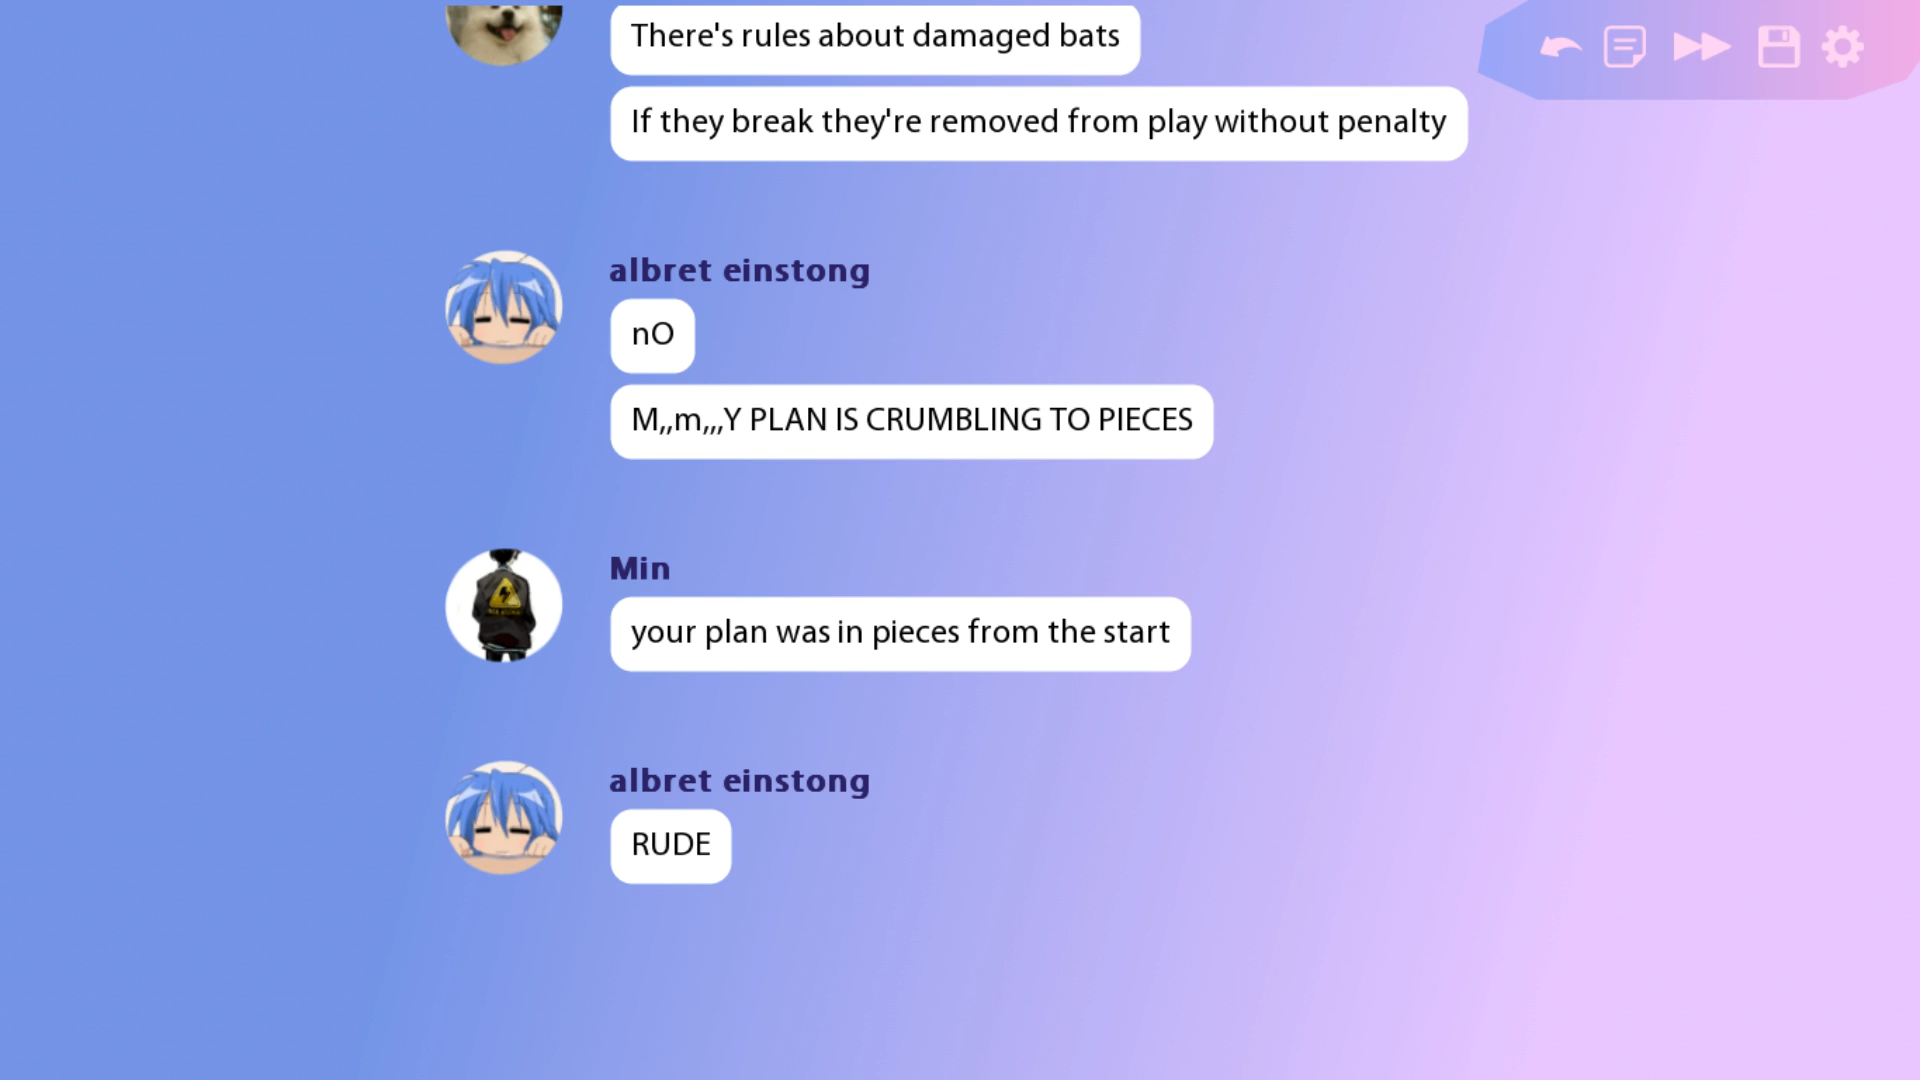 There's rules about damaged bats
If they break they're removed from play without penalty
albret einstong
nO
M,,m,,,Y PLAN IS CRUMBLING TO PIECES
Min
your plan was in pieces from the start
albret einstong
RUDE